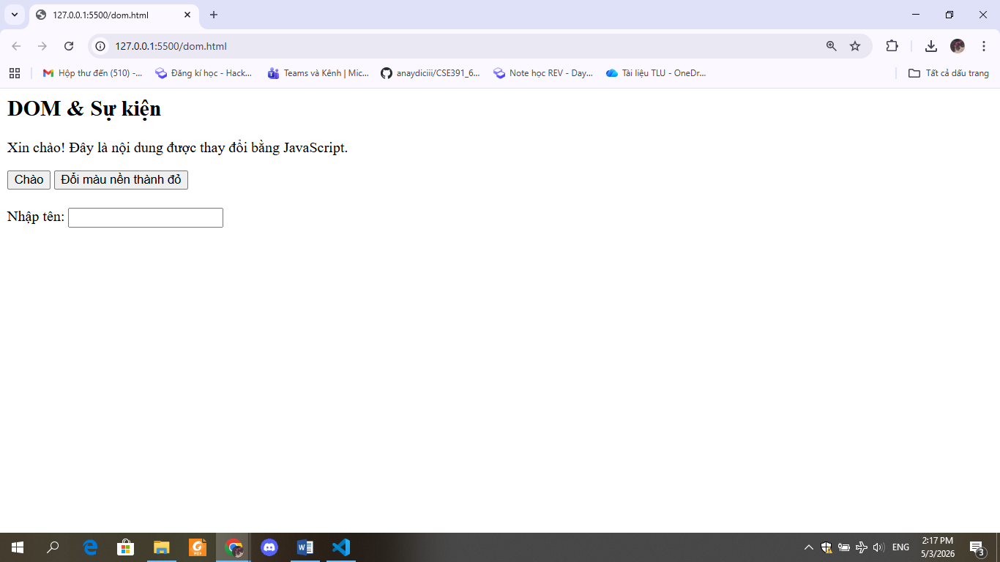 127.0.0.1:5500/dom.html
127.0.0.1:5500/dom.html
Hộp thư đến (510) -...
Đăng kí học - Hack...
Teams và Kênh | Mic...
anaydiciii/CSE391_6...
Note học REV - Day...
Tài liệu TLU - OneDr...
Tất cả dấu trang
DOM & Sự kiện
Xin chào! Đây là nội dung được thay đổi bằng JavaScript.
Chào Đổi màu nền thành đỏ
Nhập tên:
PDF
ENG
2:17 PM
5/3/2026
3